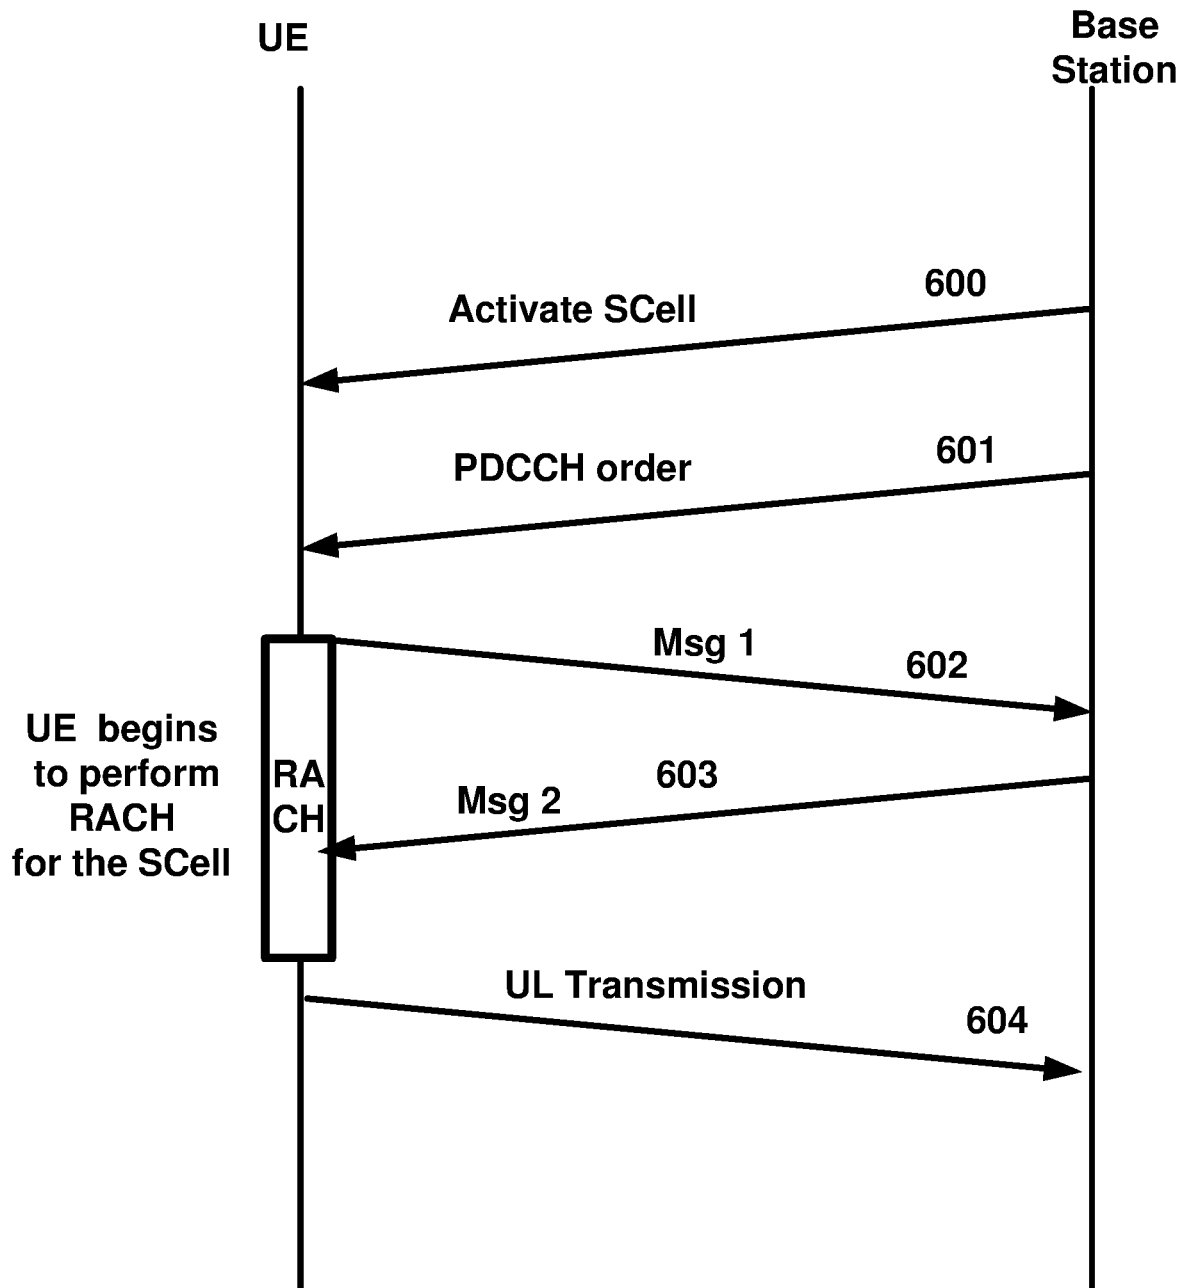 UE
Base
Station
600
Activate SCell
601
PDCCH order
Msg 1
602
UE begins
to perform
RACH
for the SCell
RA
CH
603
Msg 2
UL Transmission
604